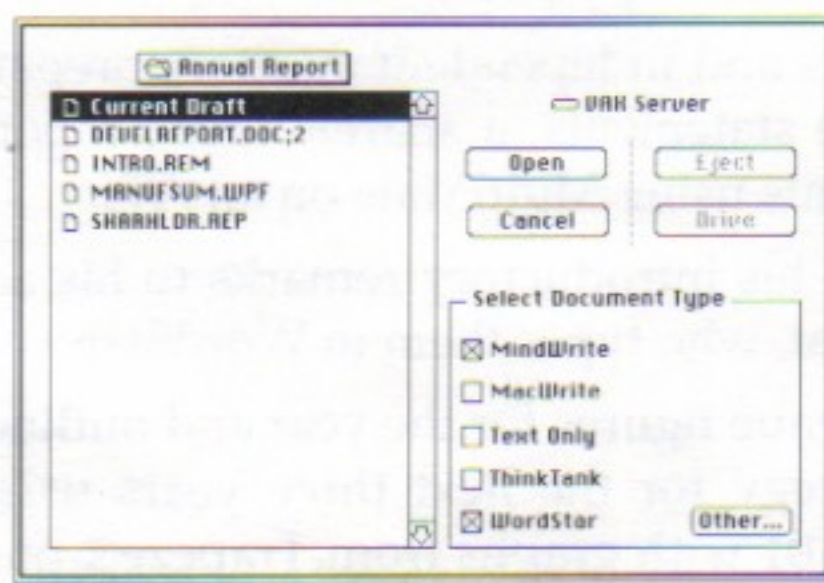 Annual Report
Current Draft
DEVELREPORT.DOC;2
INTRO.REM
MANUFSUM.WPF
SHARHLDR.REP
VAX Server
Open
Eject
Cancel
Drive
Select Document Type
MindWrite
MacWrite
Text Only
ThinkTank
WordStar
Other...